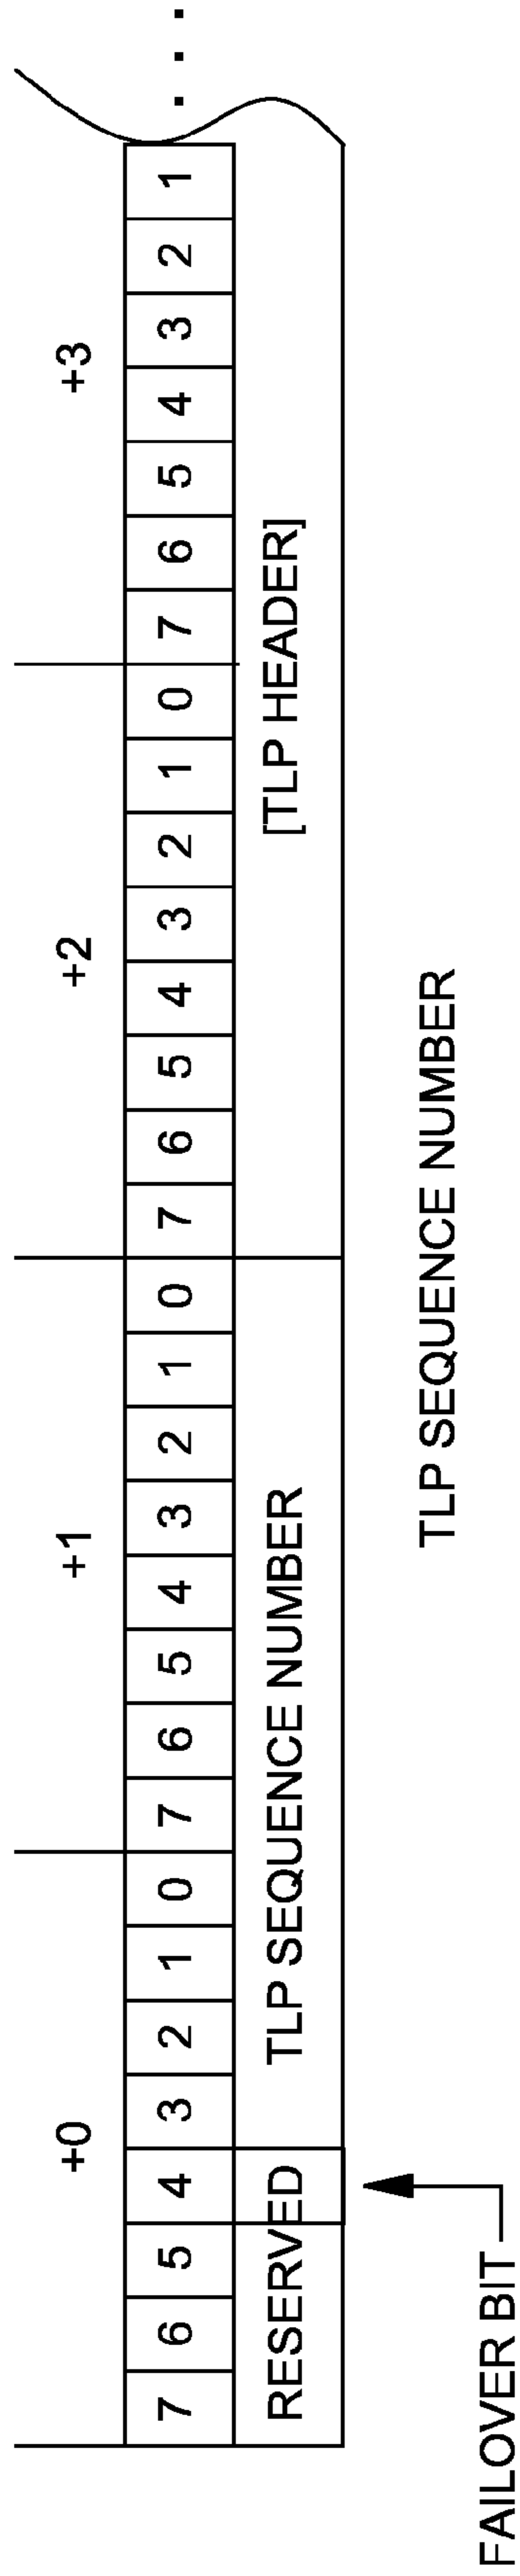 +0 +1 +2 +3
7 6 5 4 3 2 1 0 7 6 5 4 3 2 1 0 7 6 5 4 3 2 1 0 7 6 5 4 3 2 1 . . .
RESERVED TLP SEQUENCE NUMBER [TLP HEADER]
FAILOVER BIT
TLP SEQUENCE NUMBER